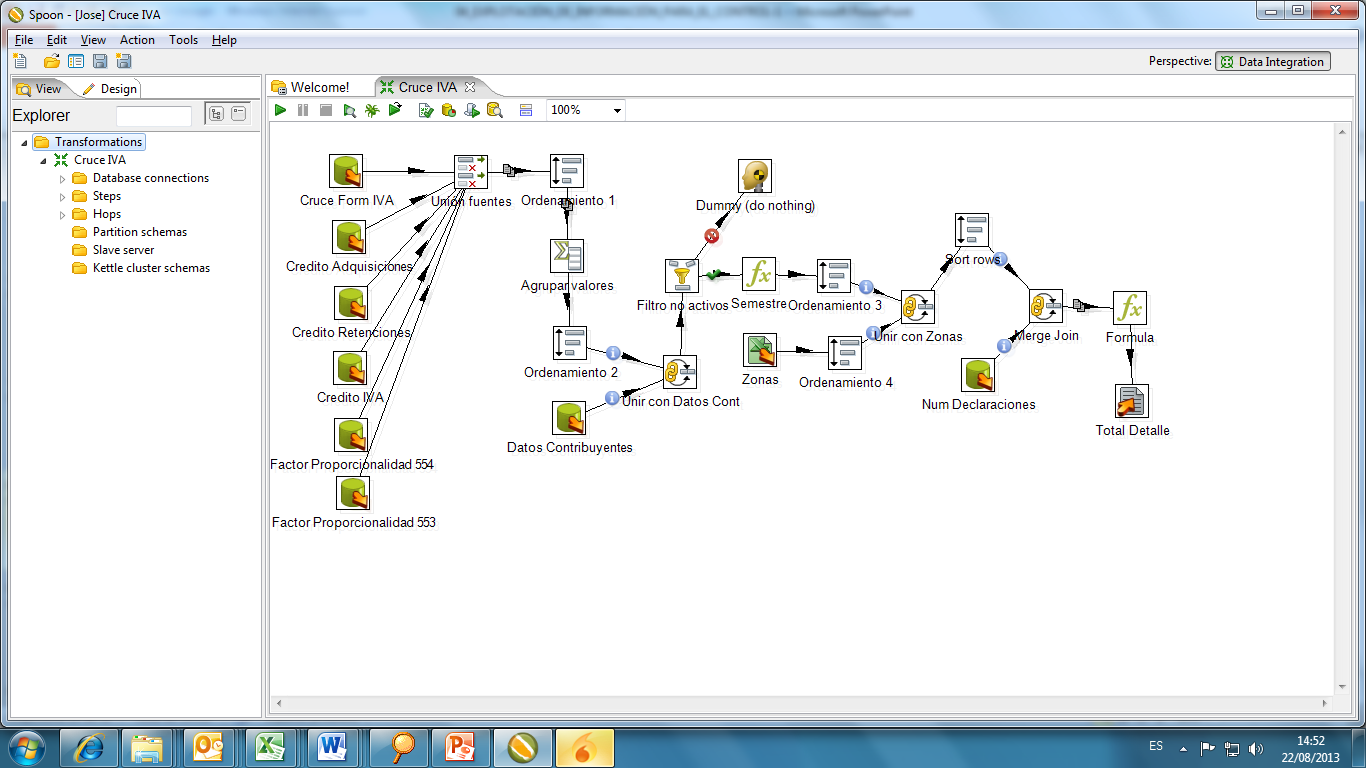 Spoon - [Jose] Cruce IVA
File Edit View Action Tools Help
Perspective: Data Integration
View Design
Welcome! Cruce IVA
Explorer
100%
Transformations
Cruce IVA
Database connections
Steps
Hops
Partition schemas
Slave server
Kettle cluster schemas
Cruce Form IVA
Union fuentes
Ordenamiento 1
Dummy (do nothing)
Credito Adquisiciones
Agrupar valores
Sort rows
Credito Retenciones
Filtro no activos
Semestre
Ordenamiento 3
Unir con Zonas
Merge Join
Formula
Credito IVA
Ordenamiento 2
Zonas
Ordenamiento 4
Unir con Datos Cont
Num Declaraciones
Total Detalle
Datos Contribuyentes
Factor Proporcionalidad 554
Factor Proporcionalidad 553
ES
14:52
22/08/2013